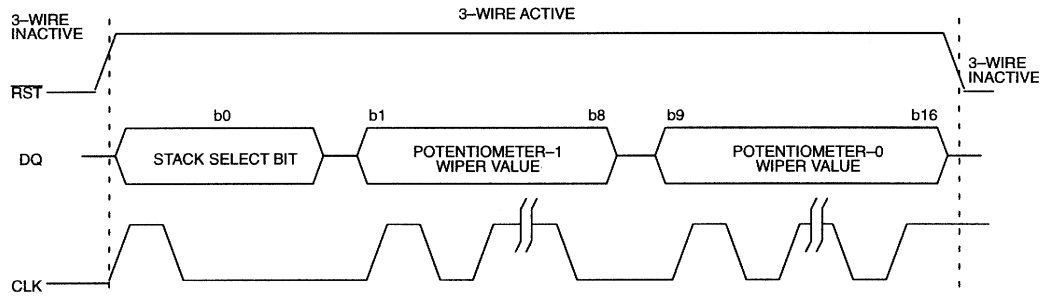 3–WIRE ACTIVE
3–WIRE
INACTIVE
3–WIRE
INACTIVE
RST
b0
b1
b8
b9
b16
DQ
STACK SELECT BIT
POTENTIOMETER–1
WIPER VALUE
POTENTIOMETER–0
WIPER VALUE
CLK